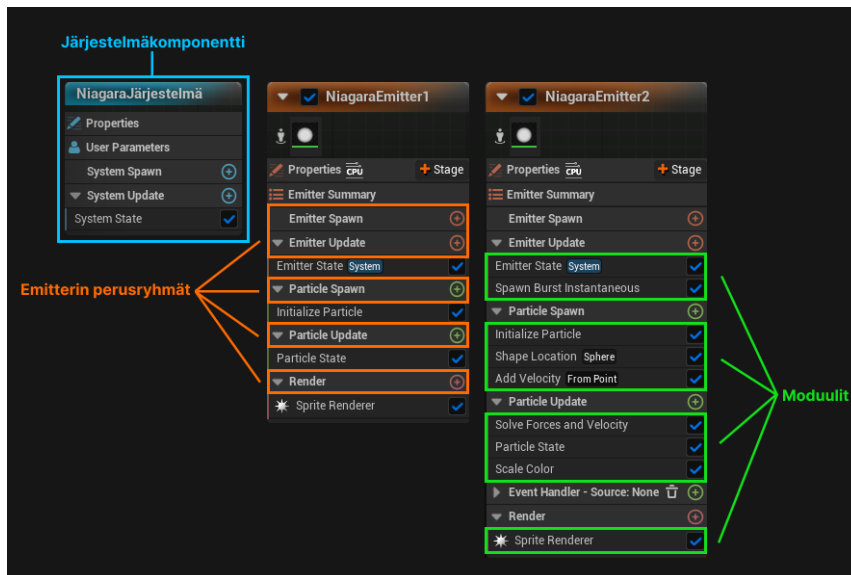 Järjestelmäkomponentti
NiagaraJärjestelmä
Properties
User Parameters
System Spawn
System Update
System State
Emitterin perusryhmät
NiagaraEmitter1
Properties CPU + Stage
Emitter Summary
Emitter Spawn
Emitter Update
Emitter State System
Particle Spawn
Initialize Particle
Particle Update
Particle State
Render
Sprite Renderer
NiagaraEmitter2
Properties CPU + Stage
Emitter Summary
Emitter Spawn
Emitter Update
Emitter State System
Spawn Burst Instantaneous
Particle Spawn
Initialize Particle
Shape Location Sphere
Add Velocity From Point
Particle Update
Solve Forces and Velocity
Particle State
Scale Color
Event Handler - Source: None
Render
Sprite Renderer
Moduulit